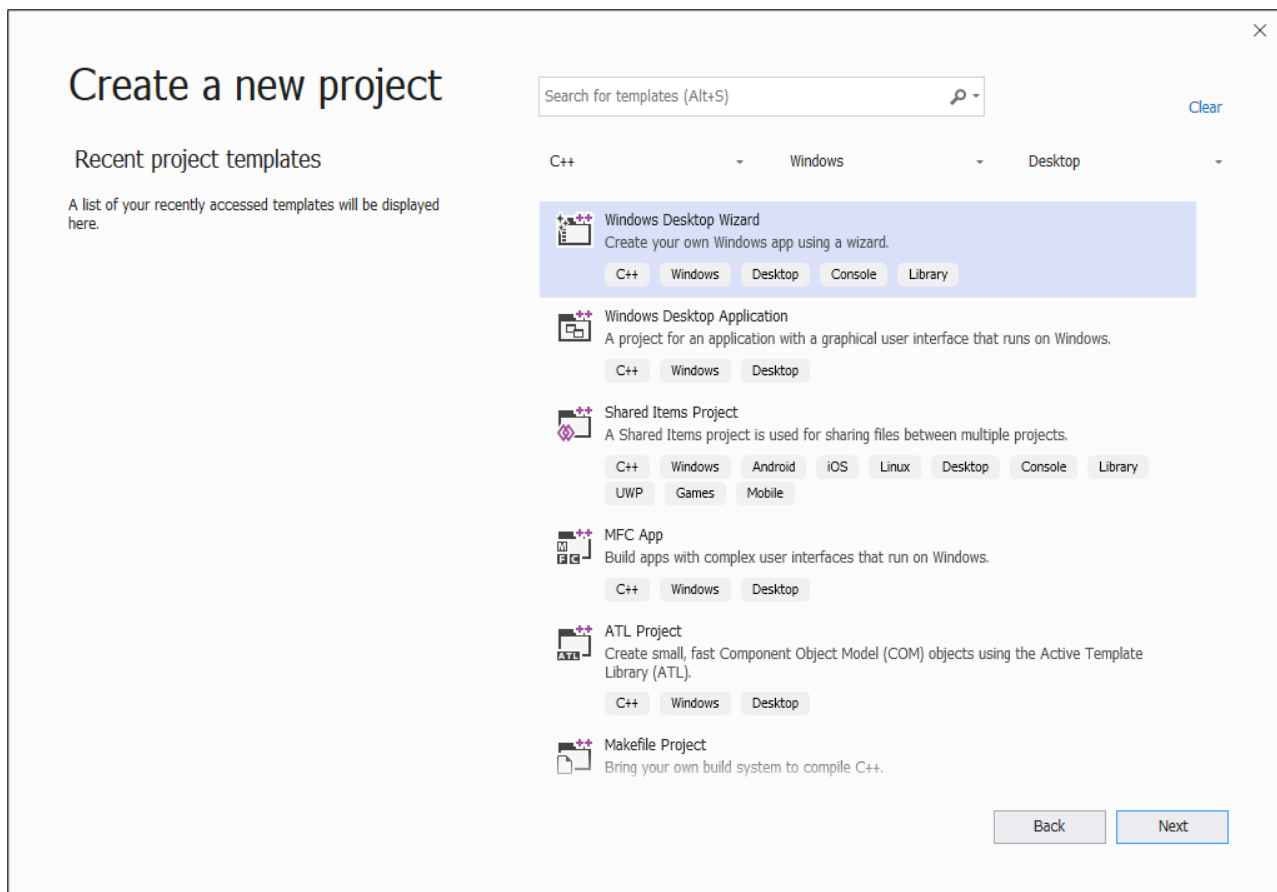 Create a new project
Search for templates (Alt+S)
Clear
Recent project templates
C++ Windows Desktop
A list of your recently accessed templates will be displayed
here.
Windows Desktop Wizard
Create your own Windows app using a wizard.
C++ Windows Desktop Console Library
Windows Desktop Application
A project for an application with a graphical user interface that runs on Windows.
C++ Windows Desktop
Shared Items Project
A Shared Items project is used for sharing files between multiple projects.
C++ Windows Android iOS Linux Desktop Console Library
UWP Games Mobile
MFC App
Build apps with complex user interfaces that run on Windows.
C++ Windows Desktop
ATL Project
Create small, fast Component Object Model (COM) objects using the Active Template
Library (ATL).
C++ Windows Desktop
Makefile Project
Bring your own build system to compile C++.
Back Next